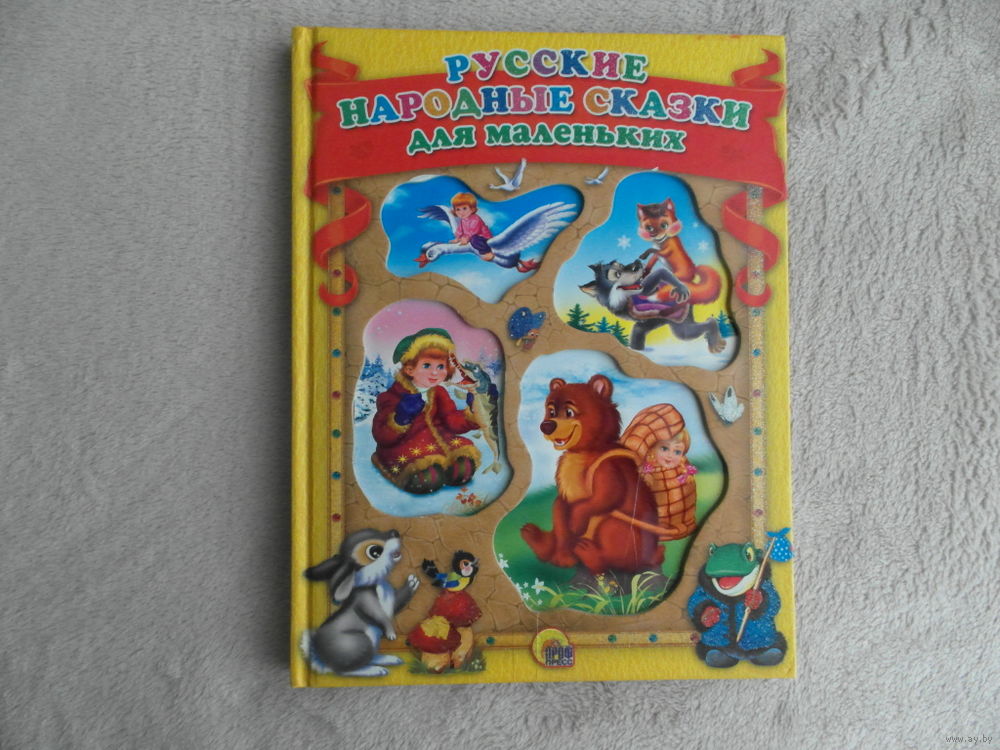 РУССКИЕ
НАРОДНЫЕ СКАЗКИ
для маленьких
ПРОФ
ПРЕСС
www.ay.by